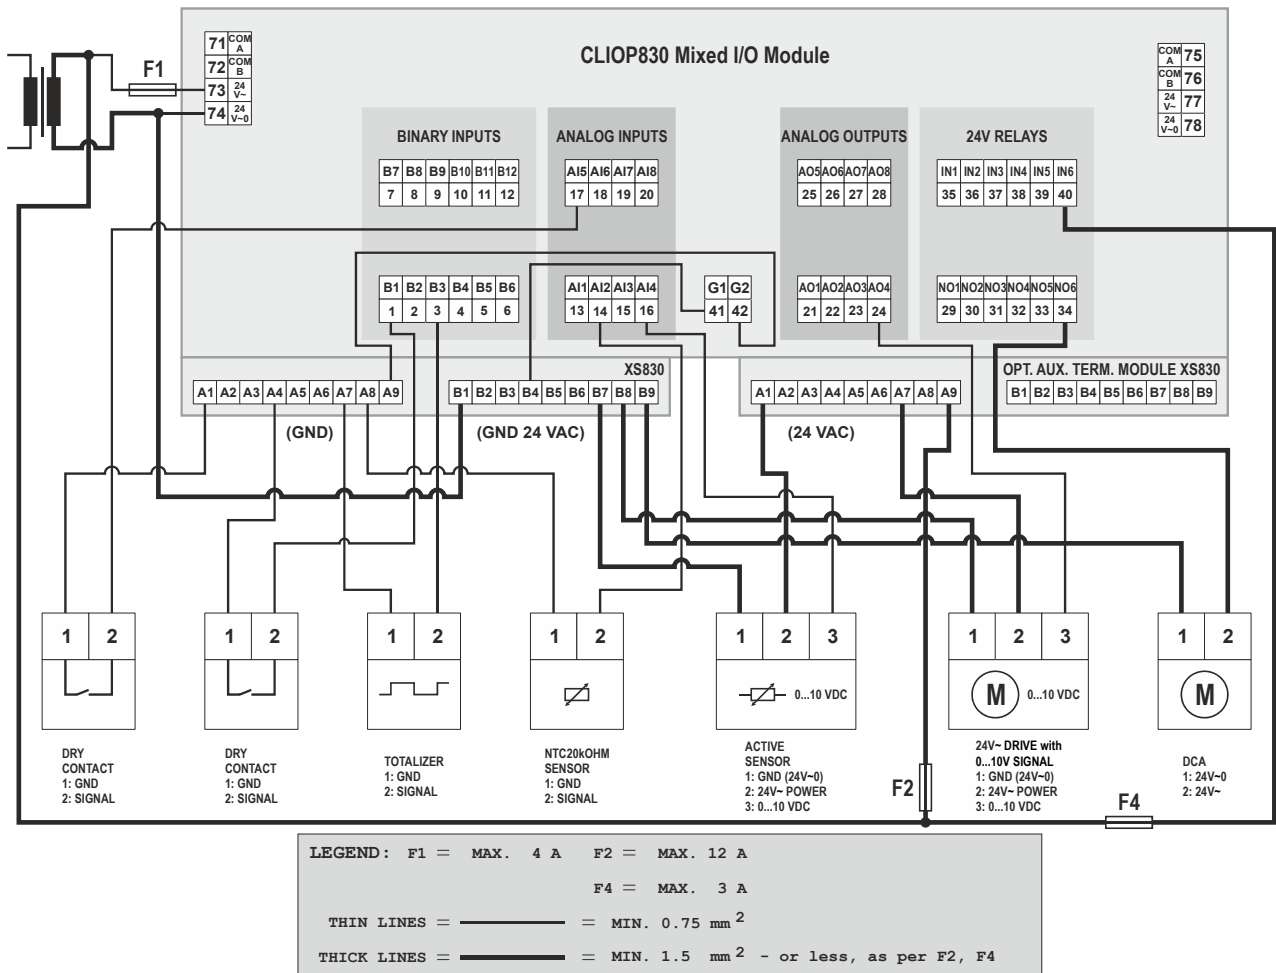 CLIOP830 Mixed I/O Module
71 COM A
72 COM B
73 24 V~
74 24 V~0
COM A 75
COM B 76
24 V~ 77
24 V~0 78
F1
BINARY INPUTS
ANALOG INPUTS
ANALOG OUTPUTS
24V RELAYS
B7 B8 B9 B10 B11 B12
7 8 9 10 11 12
AI5 AI6 AI7 AI8
17 18 19 20
AO5 AO6 AO7 AO8
25 26 27 28
IN1 IN2 IN3 IN4 IN5 IN6
35 36 37 38 39 40
B1 B2 B3 B4 B5 B6
1 2 3 4 5 6
AI1 AI2 AI3 AI4
13 14 15 16
G1 G2
41 42
AO1 AO2 AO3 AO4
21 22 23 24
NO1 NO2 NO3 NO4 NO5 NO6
29 30 31 32 33 34
XS830
OPT. AUX. TERM. MODULE XS830
A1 A2 A3 A4 A5 A6 A7 A8 A9
B1 B2 B3 B4 B5 B6 B7 B8 B9
A1 A2 A3 A4 A5 A6 A7 A8 A9
B1 B2 B3 B4 B5 B6 B7 B8 B9
(GND)
(GND 24 VAC)
(24 VAC)
1 2
1 2
1 2
1 2
1 2 3
1 2 3
1 2
0...10 VDC
M
0...10 VDC
M
DRY
CONTACT
1: GND
2: SIGNAL
DRY
CONTACT
1: GND
2: SIGNAL
TOTALIZER
1: GND
2: SIGNAL
NTC20kOHM
SENSOR
1: GND
2: SIGNAL
ACTIVE
SENSOR
1: GND (24V~0)
2: 24V~ POWER
3: 0...10 VDC
F2
24V~ DRIVE with
0...10V SIGNAL
1: GND (24V~0)
2: 24V~ POWER
3: 0...10 VDC
F4
DCA
1: 24V~0
2: 24V~
LEGEND: F1 = MAX. 4 A F2 = MAX. 12 A
F4 = MAX. 3 A
THIN LINES = = MIN. 0.75 mm 2
THICK LINES = = MIN. 1.5 mm 2 - or less, as per F2, F4